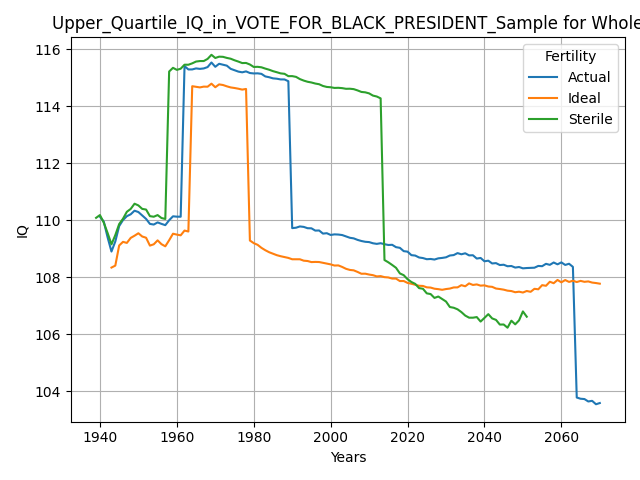 Upper_Quartile_IQ_in_VOTE_FOR_BLACK_PRESIDENT_Sample for Whole
116
114
112
110
108
106
104
IQ
Fertility
Actual
Ideal
Sterile
1940 1960 1980 2000 2020 2040 2060
Years